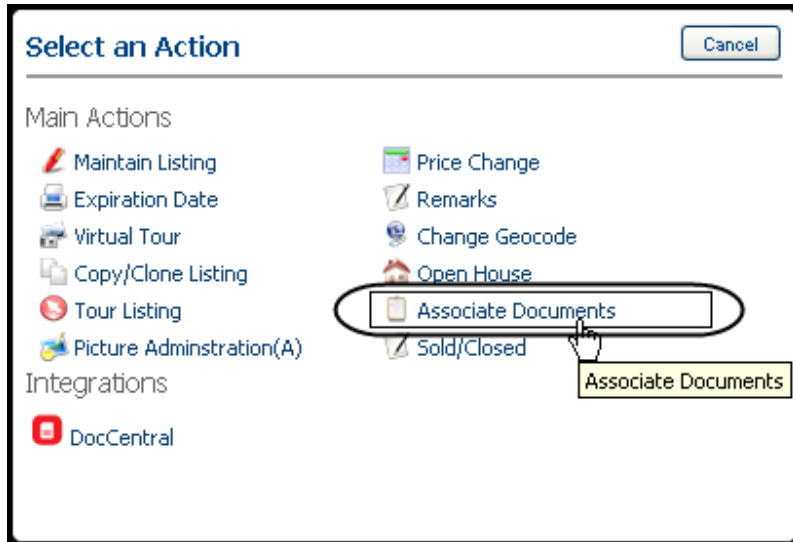 Select an Action
Cancel
Main Actions
Maintain Listing
Price Change
Expiration Date
Remarks
Virtual Tour
Change Geocode
Copy/Clone Listing
Open House
Tour Listing
Associate Documents
Picture Adminstration(A)
Sold/Closed
Associate Documents
Integrations
DocCentral